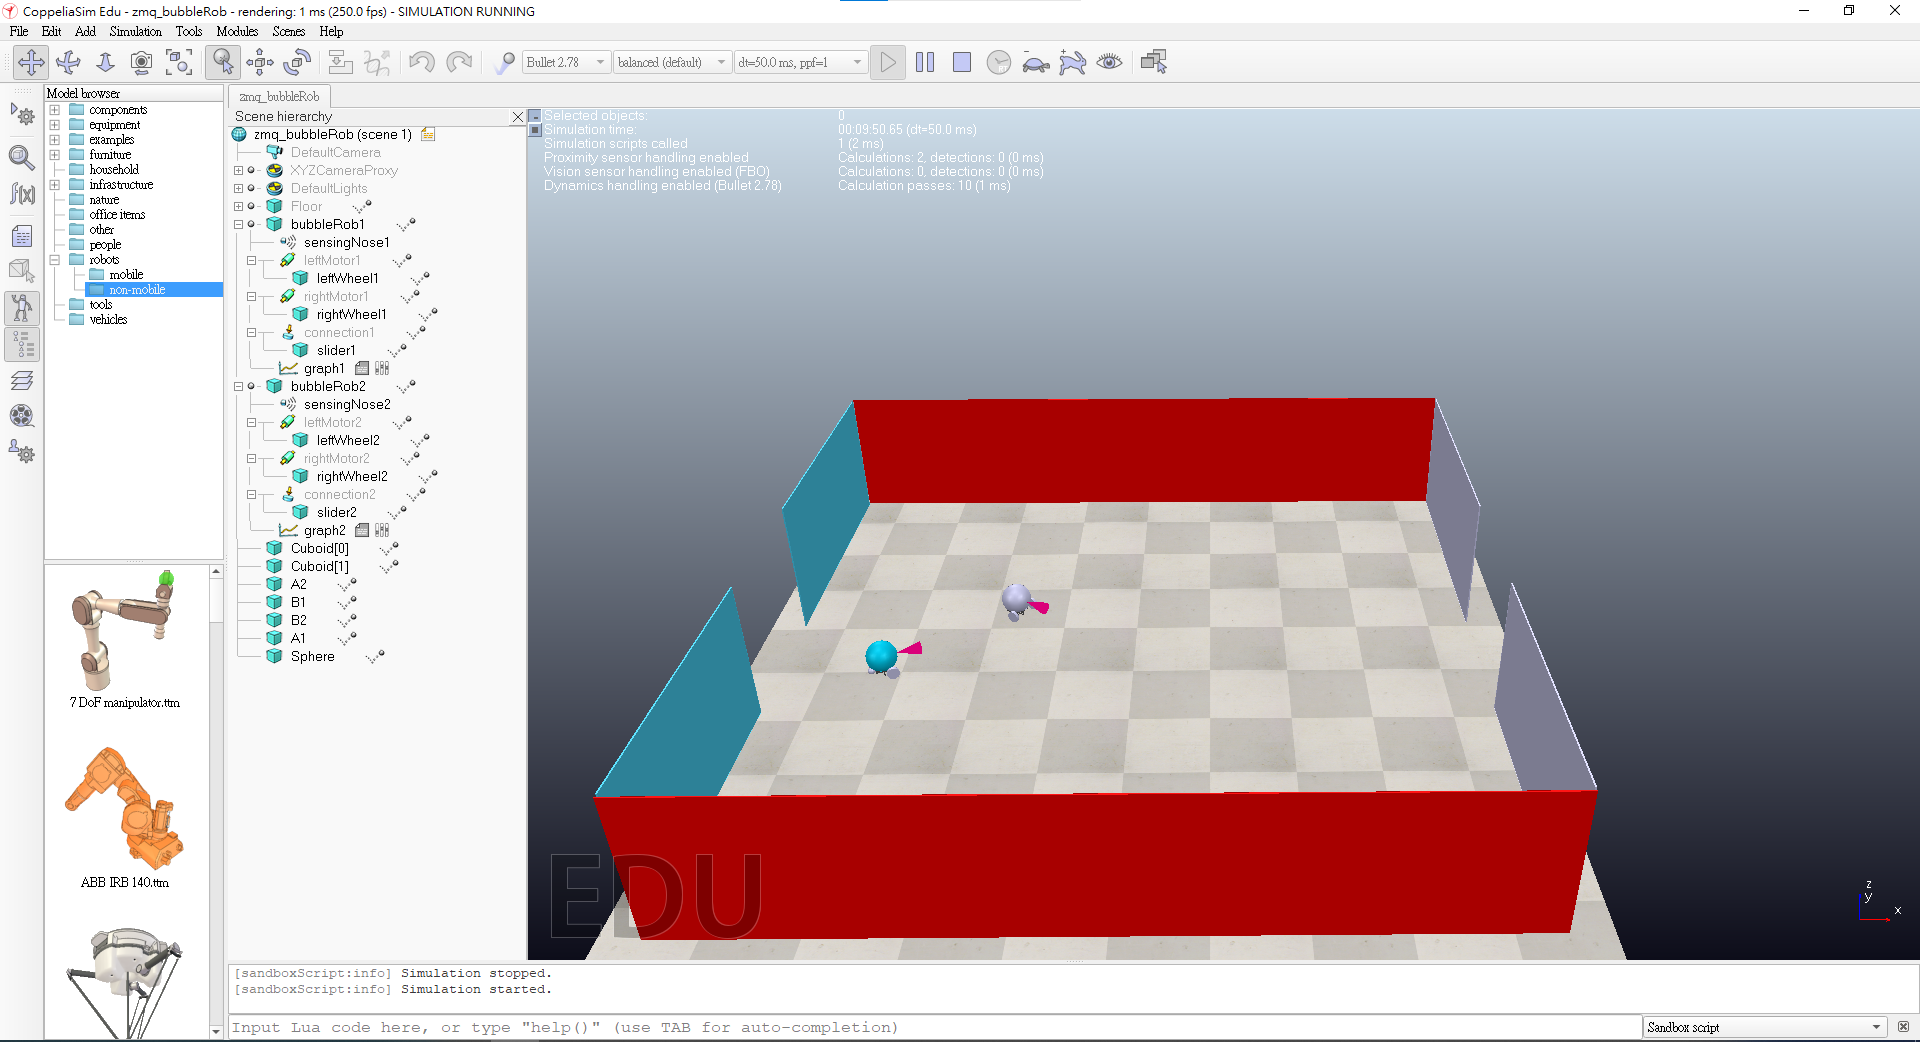 CoppeliaSim Edu - zmq_bubbleRob - rendering: 1 ms (250.0 fps) - SIMULATION RUNNING
File Edit Add Simulation Tools Modules Scenes Help
Bullet 2.78 balanced (default) dt=50.0 ms, ppf=1
RT
Model browser
components
equipment
examples
furniture
household
infrastructure
nature
office items
other
people
robots
mobile
non-mobile
tools
vehicles
7 DoF manipulator.ttm
ABB IRB 140.ttm
zmq_bubbleRob
Scene hierarchy
zmq_bubbleRob (scene 1)
DefaultCamera
XYZCameraProxy
DefaultLights
Floor
bubbleRob1
sensingNose1
leftMotor1
leftWheel1
rightMotor1
rightWheel1
connection1
slider1
graph1
bubbleRob2
sensingNose2
leftMotor2
leftWheel2
rightMotor2
rightWheel2
connection2
slider2
graph2
Cuboid[0]
Cuboid[1]
A2
B1
B2
A1
Sphere
Selected objects: 0
Simulation time: 00:09:50.65 (dt=50.0 ms)
Simulation scripts called 1 (2 ms)
Proximity sensor handling enabled Calculations: 2, detections: 0 (0 ms)
Vision sensor handling enabled (FBO) Calculations: 0, detections: 0 (0 ms)
Dynamics handling enabled (Bullet 2.78) Calculation passes: 10 (1 ms)
EDU
z
y
x
[sandboxScript:info] Simulation stopped.
[sandboxScript:info] Simulation started.
Input Lua code here, or type "help()" (use TAB for auto-completion)
Sandbox script